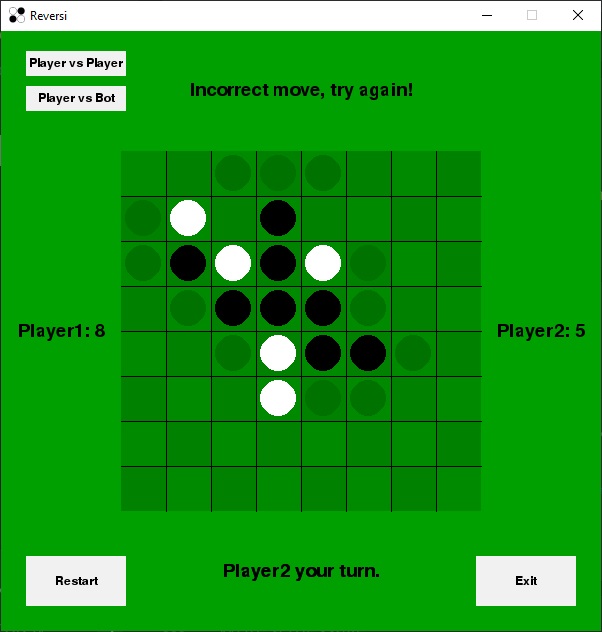 Reversi
Player vs Player
Player vs Bot
Incorrect move, try again!
Player1: 8
Player2: 5
Player2 your turn.
Restart
Exit